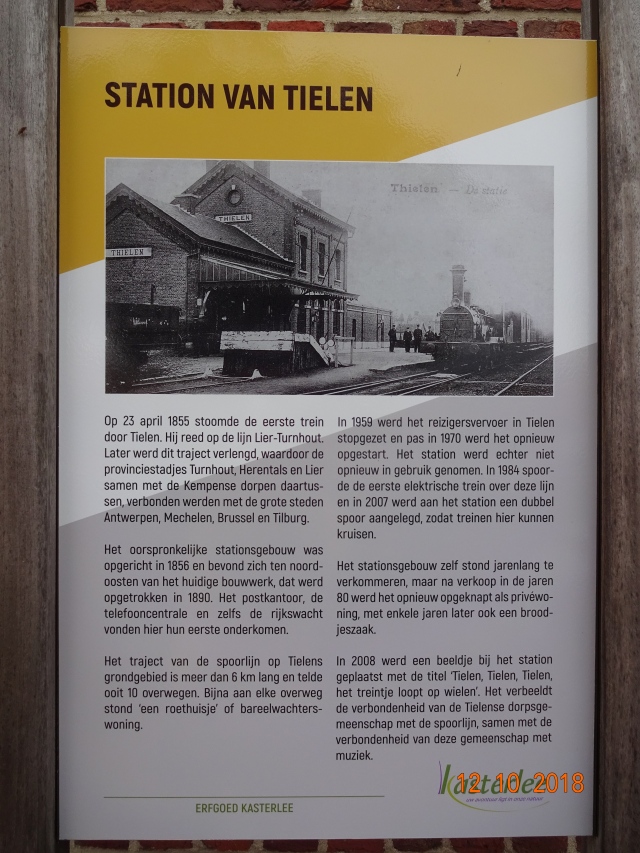 STATION VAN TIELEN
Thielen — De statie
THIELEN
THIELEN
Op 23 april 1855 stoomde de eerste trein
door Tielen. Hij reed op de lijn Lier-Turnhout.
Later werd dit traject verlengd, waardoor de
provinciestadjes Turnhout, Herentals en Lier
samen met de Kempense dorpen daartus-
sen, verbonden werden met de grote steden
Antwerpen, Mechelen, Brussel en Tilburg.
Het oorspronkelijke stationsgebouw was
opgericht in 1856 en bevond zich ten noord-
oosten van het huidige bouwwerk, dat werd
opgetrokken in 1890. Het postkantoor, de
telefooncentrale en zelfs de rijkswacht
vonden hier hun eerste onderkomen.
Het traject van de spoorlijn op Tielens
grondgebied is meer dan 6 km lang en telde
ooit 10 overwegen. Bijna aan elke overweg
stond ‘een roethuisje’ of bareelwachters-
woning.
In 1959 werd het reizigersvervoer in Tielen
stopgezet en pas in 1970 werd het opnieuw
opgestart. Het station werd echter niet
opnieuw in gebruik genomen. In 1984 spoor-
de de eerste elektrische trein over deze lijn
en in 2007 werd aan het station een dubbel
spoor aangelegd, zodat treinen hier kunnen
kruisen.
Het stationsgebouw zelf stond jarenlang te
verkommeren, maar na verkoop in de jaren
80 werd het opnieuw opgeknapt als privéwo-
ning, met enkele jaren later ook een brood-
jeszaak.
In 2008 werd een beeldje bij het station
geplaatst met de titel ‘Tielen, Tielen, Tielen,
het treintje loopt op wielen’. Het verbeeldt
de verbondenheid van de Tielense dorpsge-
meenschap met de spoorlijn, samen met de
verbondenheid van deze gemeenschap met
muziek.
ERFGOED KASTERLEE
kasterlee
uw avontuur ligt in onze natuur
12 10 2018